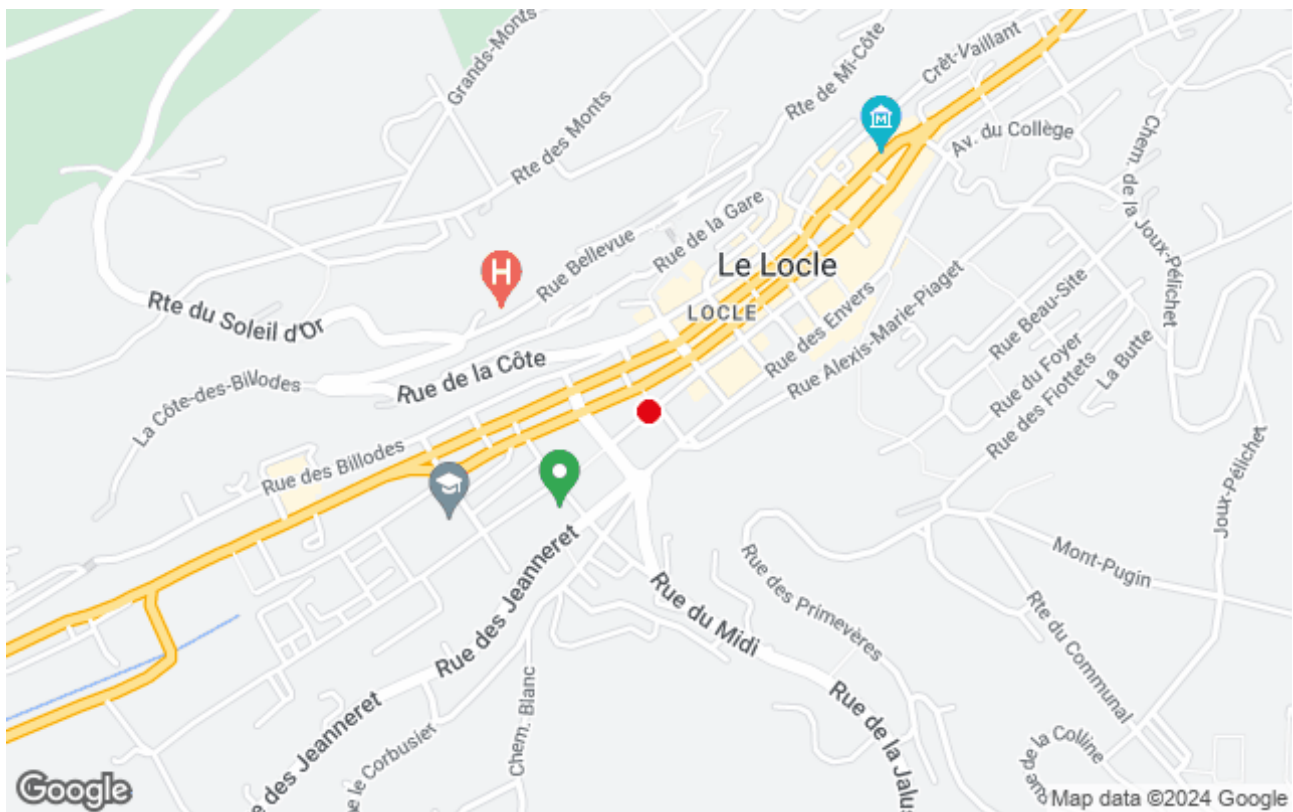 Grands-Monts
Rte des Monts
Rte de Mi-Côte
Crêt-Vaillant
M
Av. du Collège
Chem. de la Joux-Pélichet
H
Rue Bellevue
Rue de la Gare
Le Locle
LOCLE
Rte du Soleil d'Or
Rue de la Côte
La Côte-des-Billodes
Rue des Envers
Rue Alexis-Marie-Piaget
Rue Beau-Site
Rue du Foyer
Rue des Fiottets
La Butte
Rue des Billodes
Joux-Pélichet
Rue des Jeanneret
Rue du Midi
Rue des Primevères
Mont-Pugin
Rte du Communal
Rue de la Jalus
Rue de la Colline
Chem. Blanc
e des Jeanneret
e le Corbusier
Google
Map data ©2024 Google